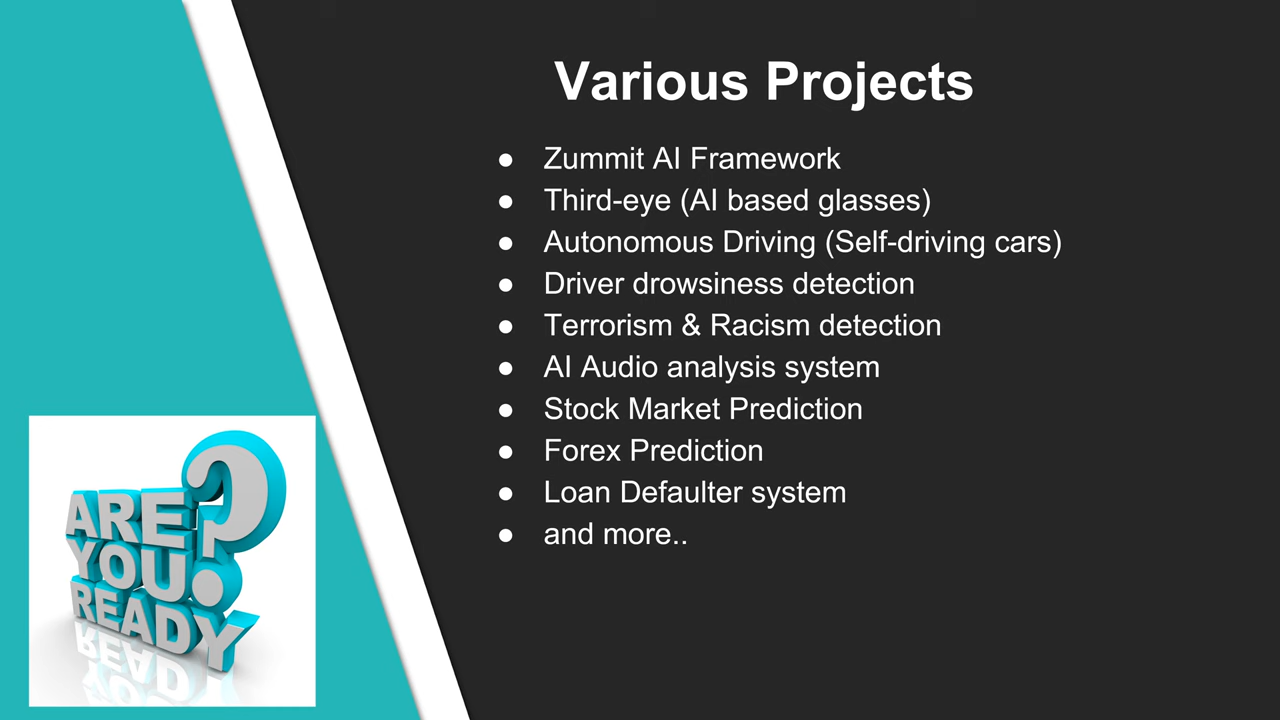 Various Projects
● Zummit AI Framework
● Third-eye (AI based glasses)
● Autonomous Driving (Self-driving cars)
● Driver drowsiness detection
● Terrorism & Racism detection
● AI Audio analysis system
● Stock Market Prediction
● Forex Prediction
● Loan Defaulter system
● and more..
ARE
YOU
READY?